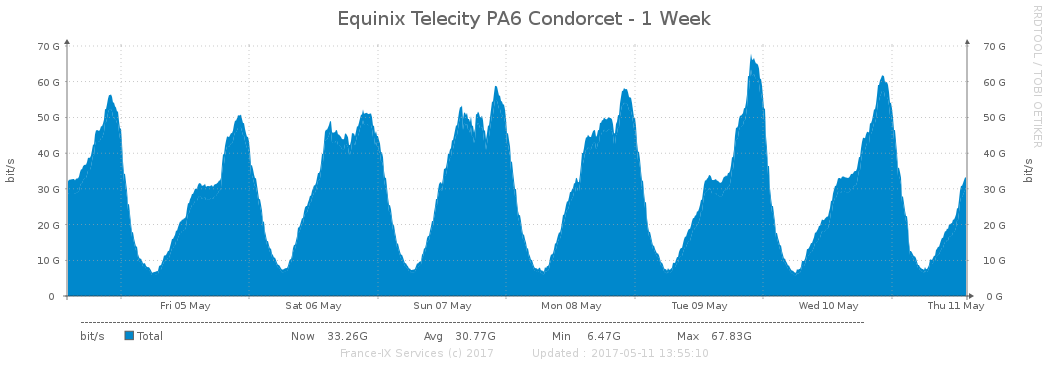 Equinix Telecity PA6 Condorcet - 1 Week
RRDTOOL / TOBI OETIKER
bit/s
bit/s
70 G 70 G
60 G 60 G
50 G 50 G
40 G 40 G
30 G 30 G
20 G 20 G
10 G 10 G
0 0 G
Fri 05 May Sat 06 May Sun 07 May Mon 08 May Tue 09 May Wed 10 May Thu 11 May
bit/s Total Now 33.26G Avg 30.77G Min 6.47G Max 67.83G
France-IX Services (c) 2017 Updated : 2017-05-11 13:55:10